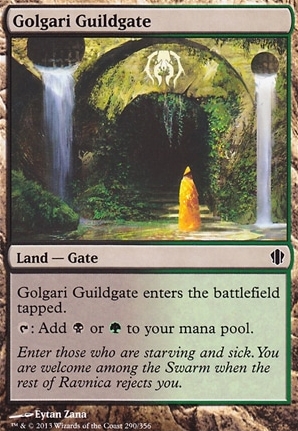 Golgari Guildgate
Land — Gate
Golgari Guildgate enters the battlefield
tapped.
: Add or to your mana pool.
Enter those who are starving and sick. You
are welcome among the Swarm when the
rest of Ravnica rejects you.
Eytan Zana
™ & © 2013 Wizards of the Coast 290/356